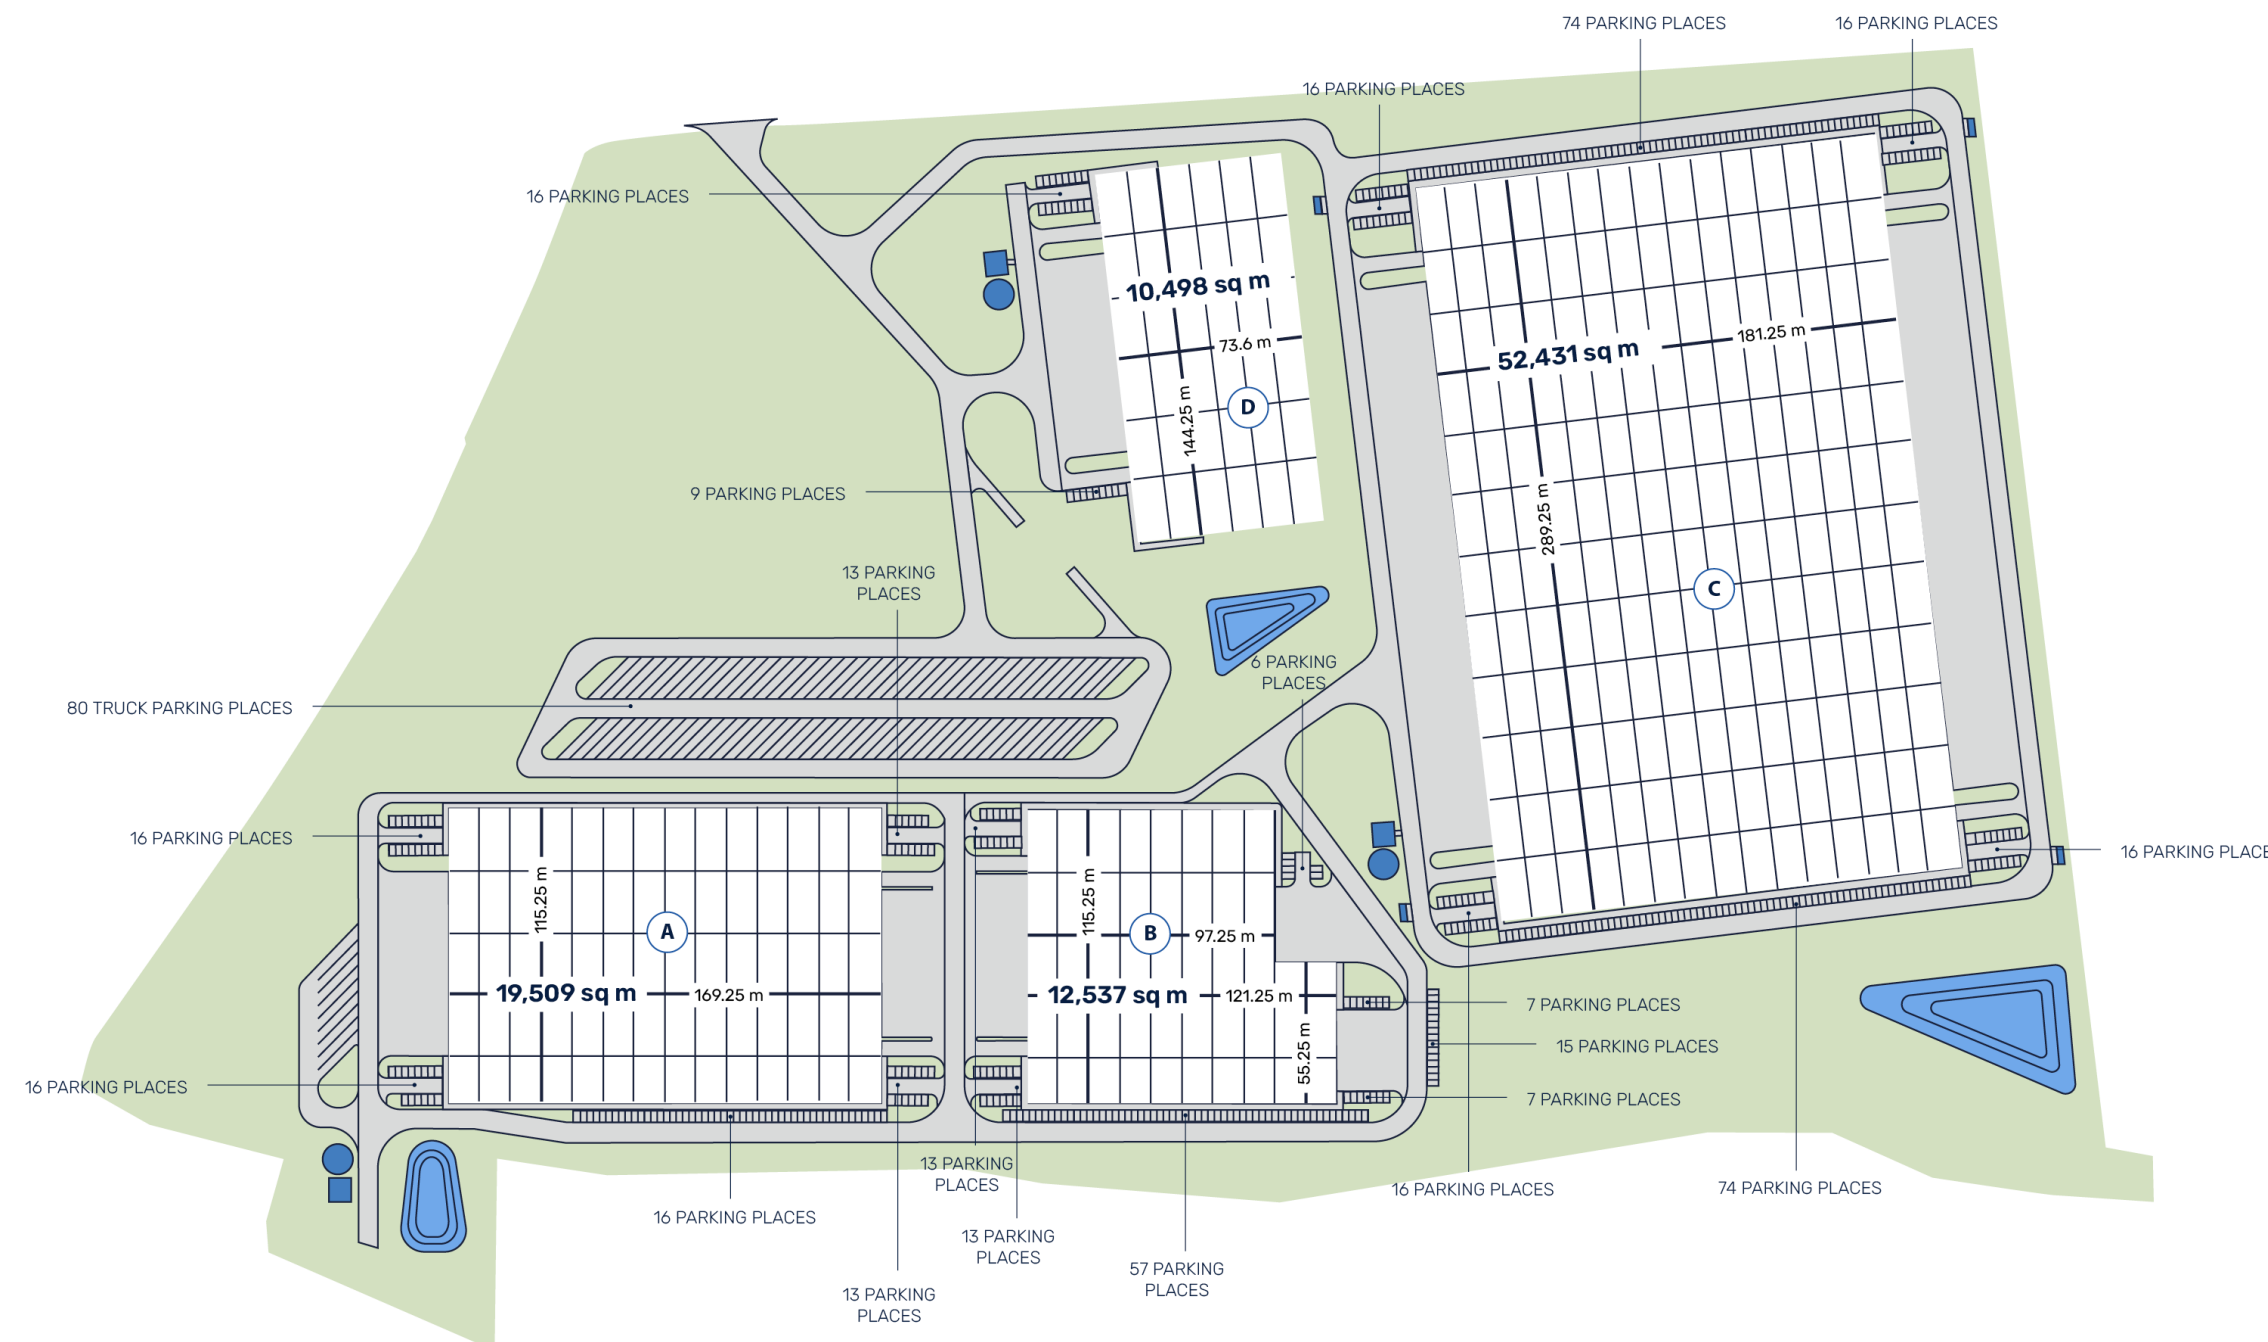 74 PARKING PLACES
16 PARKING PLACES
16 PARKING PLACES
16 PARKING PLACES
10,498 sq m
73.6 m
144.25 m
D
52,431 sq m
181.25 m
289.25 m
C
9 PARKING PLACES
13 PARKING
PLACES
6 PARKING
PLACES
80 TRUCK PARKING PLACES
16 PARKING PLACES
16 PARKING PLACE
115.25 m
A
19,509 sq m
169.25 m
115.25 m
B
97.25 m
12,537 sq m
121.25 m
55.25 m
7 PARKING PLACES
15 PARKING PLACES
7 PARKING PLACES
16 PARKING PLACES
13 PARKING
PLACES
16 PARKING PLACES
74 PARKING PLACES
16 PARKING PLACES
13 PARKING
PLACES
57 PARKING
PLACES
13 PARKING
PLACES